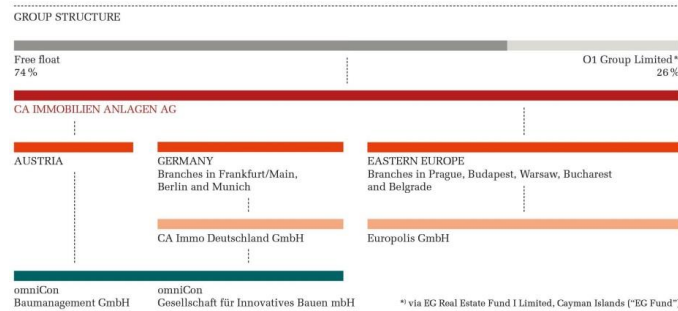 GROUP STRUCTURE
Free float
74 %
O1 Group Limited*
26 %
CA IMMOBILIEN ANLAGEN AG
AUSTRIA
GERMANY
Branches in Frankfurt/Main,
Berlin and Munich
EASTERN EUROPE
Branches in Prague, Budapest, Warsaw, Bucharest
and Belgrade
CA Immo Deutschland GmbH
Europolis GmbH
omniCon
Baumanagement GmbH
omniCon
Gesellschaft für Innovatives Bauen mbH
*) via EG Real Estate Fund I Limited, Cayman Islands (“EG Fund”)